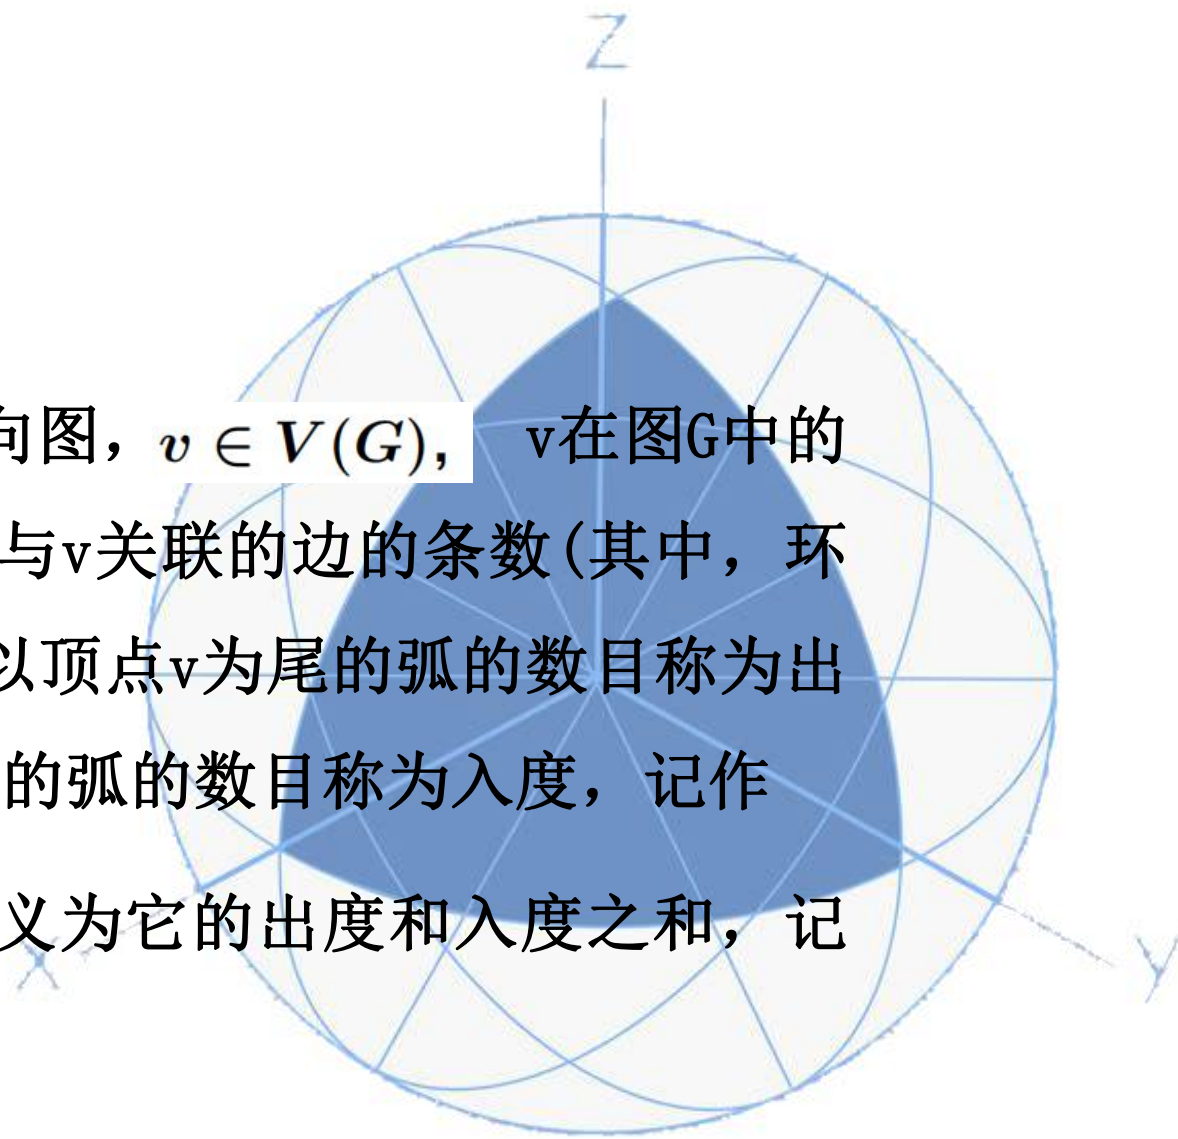 Z
向图，v ∈ V(G), v在图G中的
与v关联的边的条数(其中，环
以顶点v为尾的弧的数目称为出
的弧的数目称为入度，记作
义为它的出度和入度之和，记
X
Y